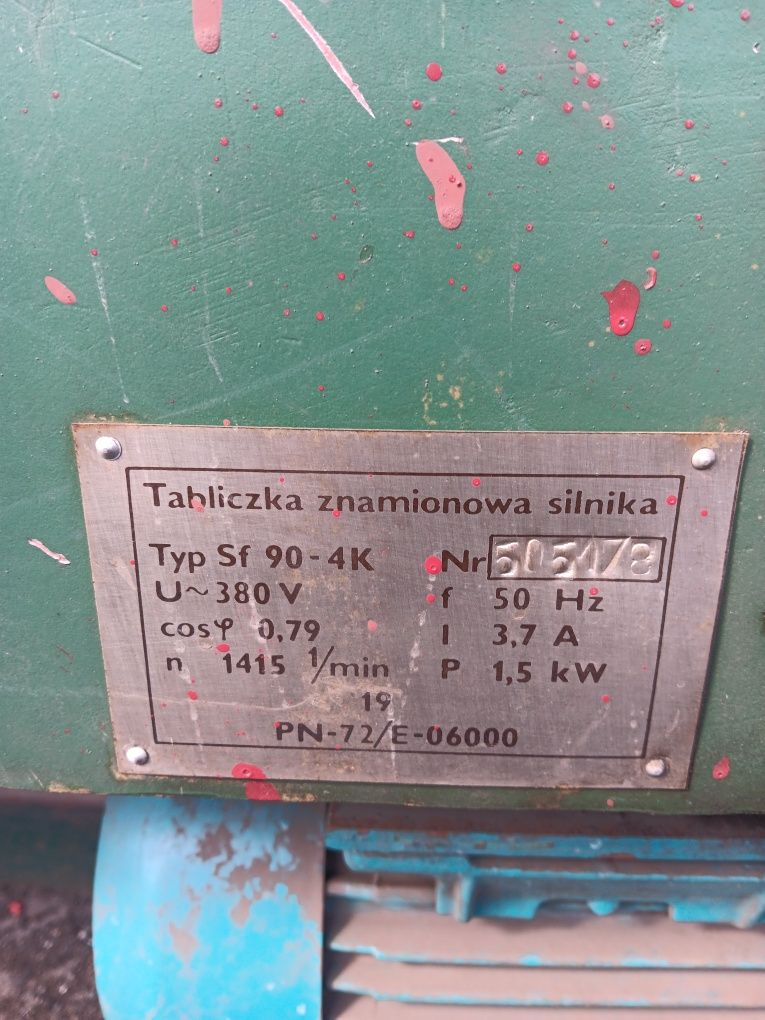 Tabliczka znamionowa silnika
Typ Sf 90-4K Nr 505178
U~380 V f 50 Hz
cosφ 0,79 I 3,7 A
n 1415 1/min P 1,5 kW
19
PN-72/E-06000